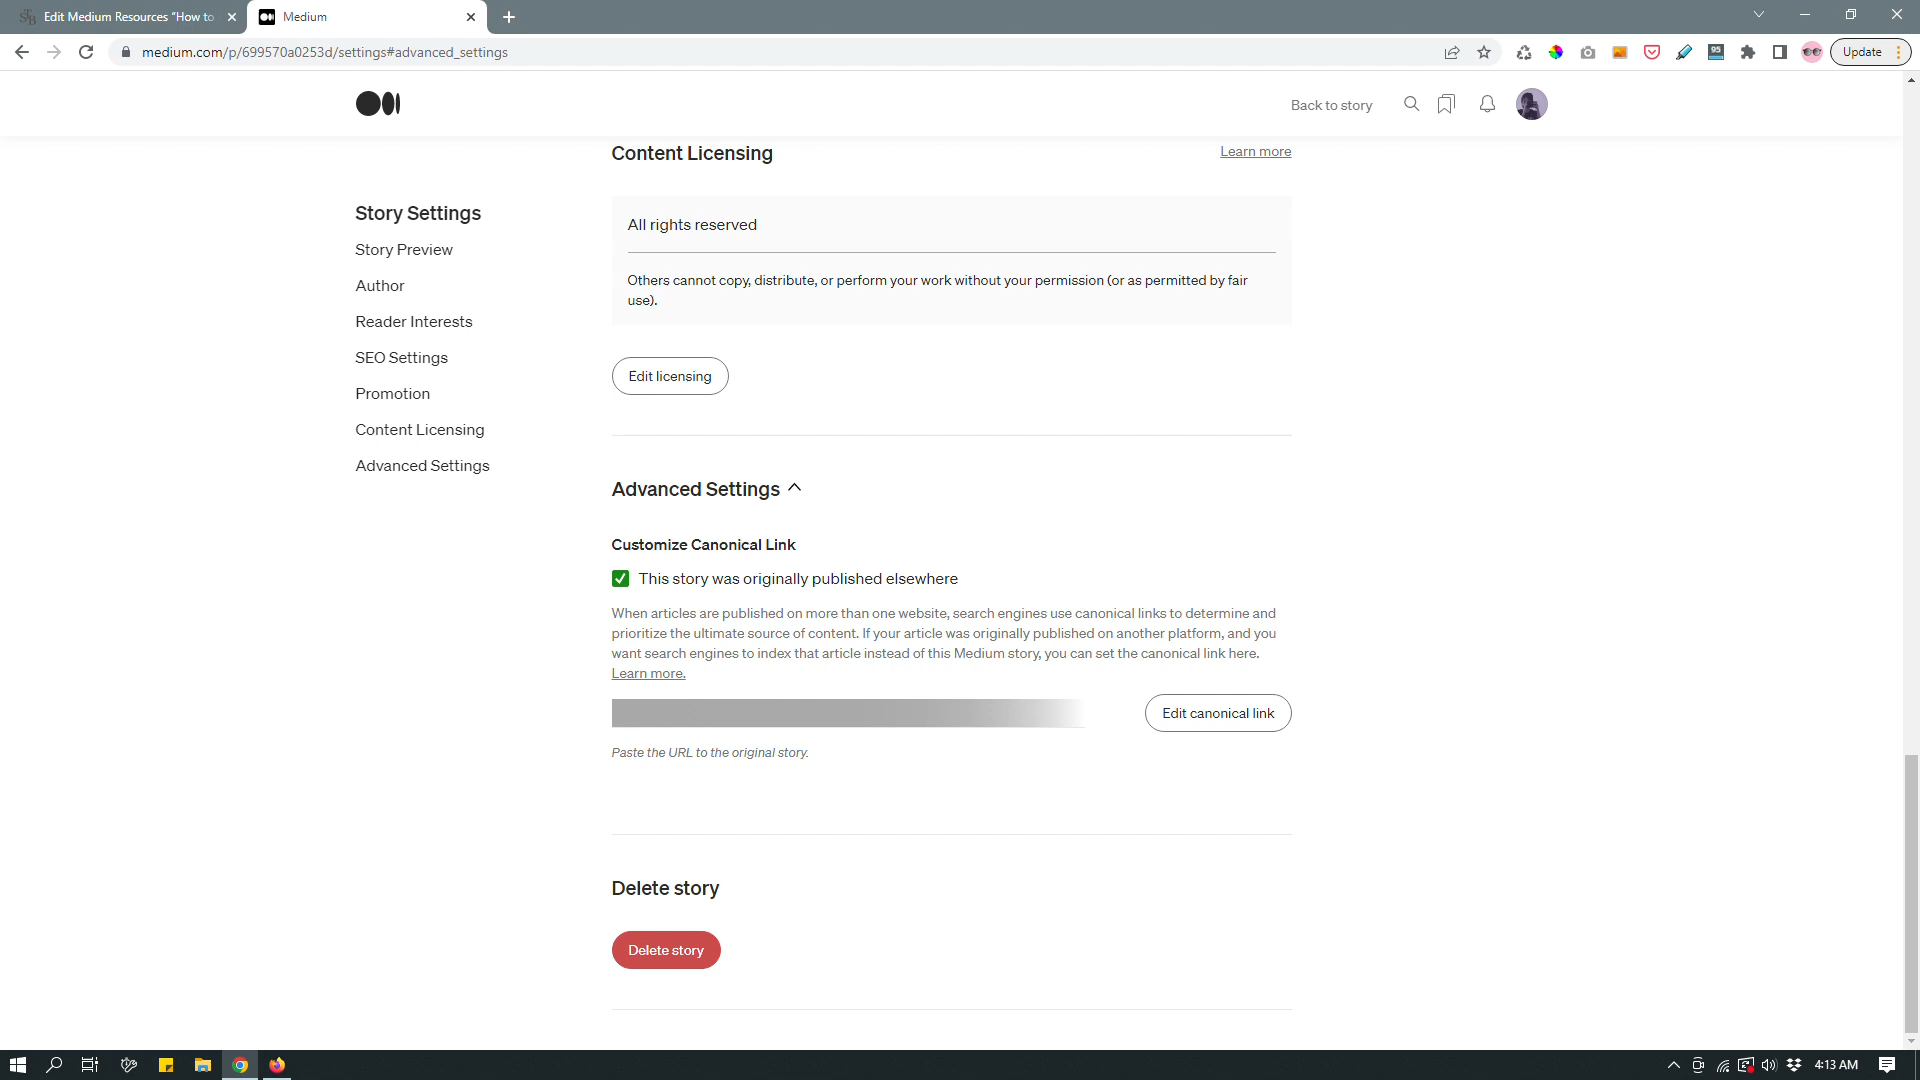 Edit Medium Resources “How to
Medium
medium.com/p/699570a0253d/settings#advanced_settings
95
Update
Back to story
Content Licensing
Learn more
Story Settings
Story Preview
Author
Reader Interests
SEO Settings
Promotion
Content Licensing
Advanced Settings
All rights reserved
Others cannot copy, distribute, or perform your work without your permission (or as permitted by fair
use).
Edit licensing
Advanced Settings
Customize Canonical Link
This story was originally published elsewhere
When articles are published on more than one website, search engines use canonical links to determine and
prioritize the ultimate source of content. If your article was originally published on another platform, and you
want search engines to index that article instead of this Medium story, you can set the canonical link here.
Learn more.
Edit canonical link
Paste the URL to the original story.
Delete story
Delete story
4:13 AM